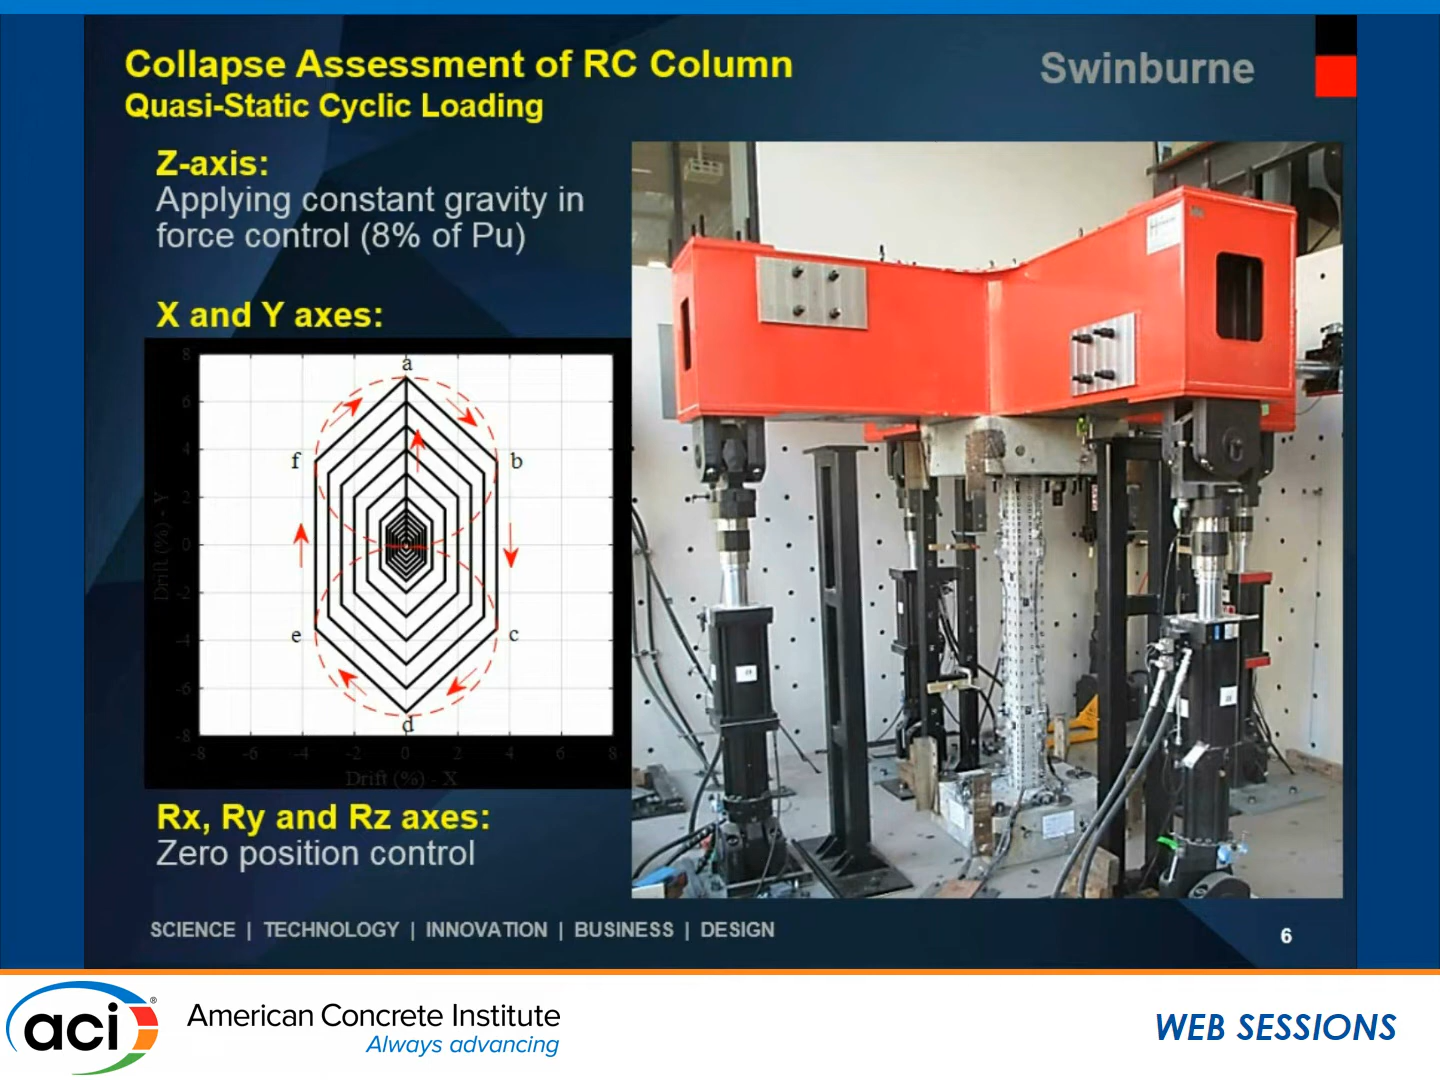 Collapse Assessment of RC Column
Quasi-Static Cyclic Loading
Swinburne
Z-axis:
Applying constant gravity in
force control (8% of Pu)
X and Y axes:
8
6
4
2
0
-2
-4
-6
-8
Drift (%) - Y
a
b
c
d
e
f
-8 -6 -4 -2 0 2 4 6 8
Drift (%) - X
Rx, Ry and Rz axes:
Zero position control
SCIENCE | TECHNOLOGY | INNOVATION | BUSINESS | DESIGN
6
aci®
American Concrete Institute
Always advancing
WEB SESSIONS